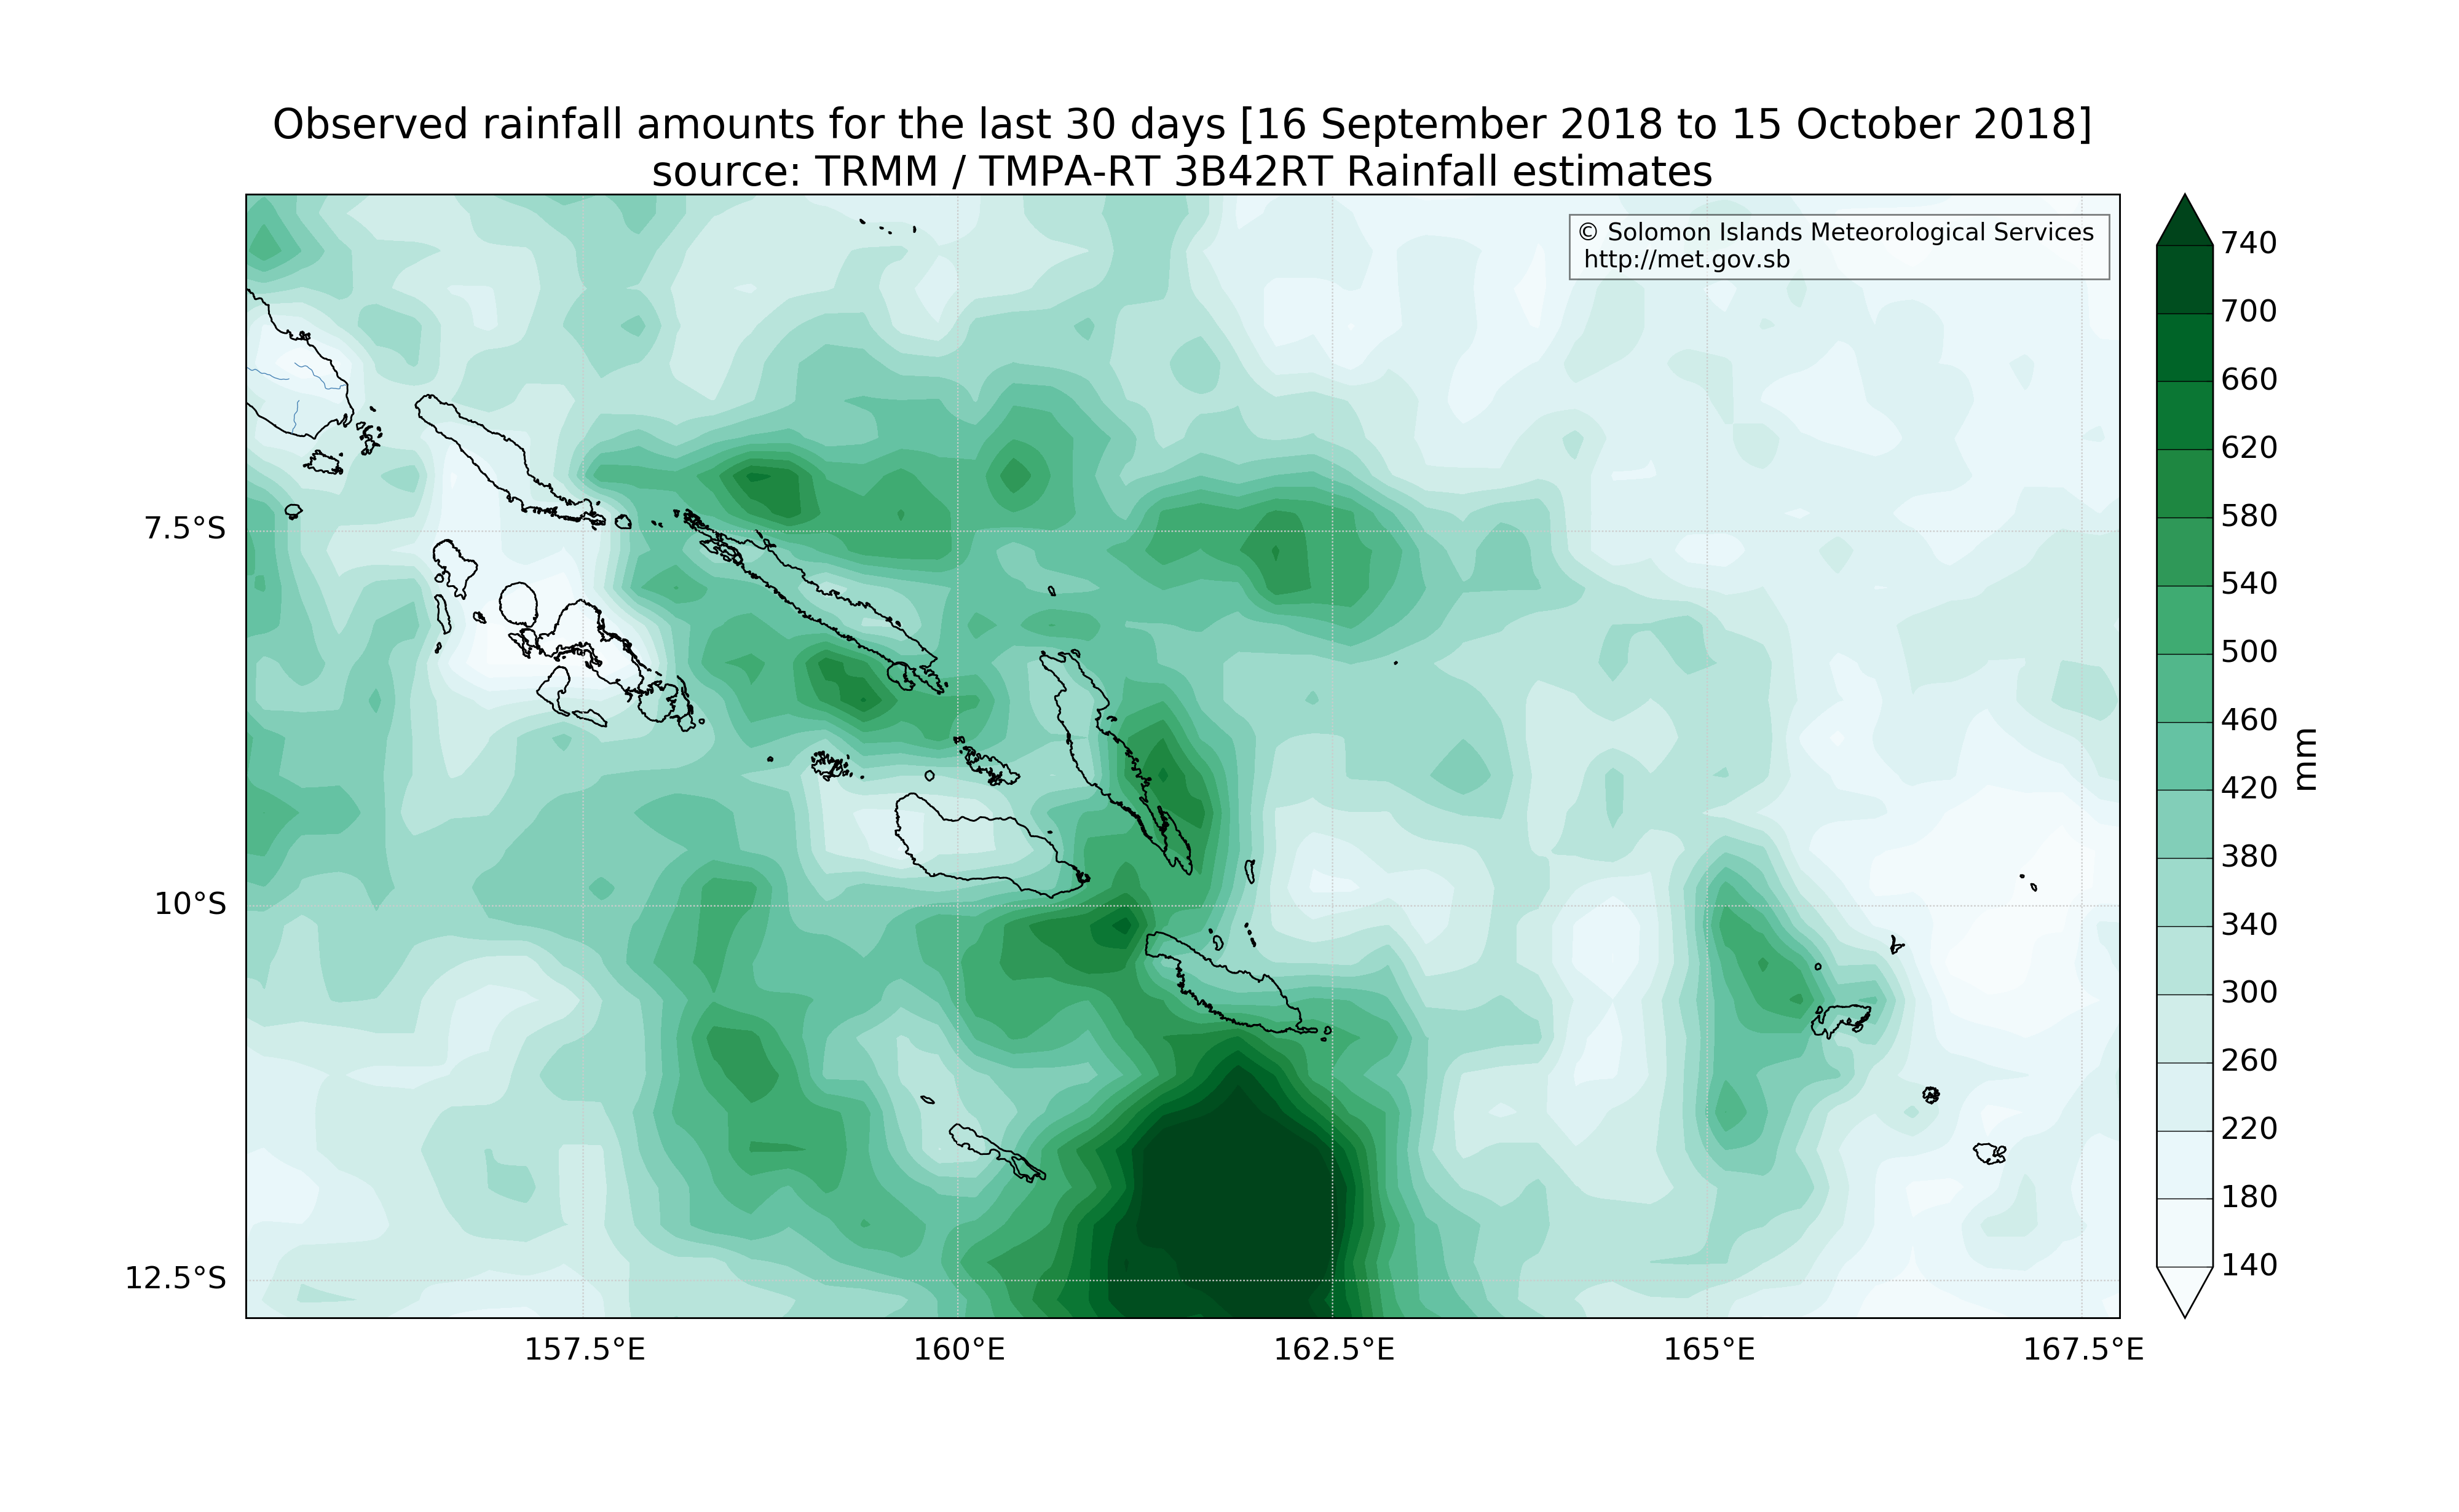 Observed rainfall amounts for the last 30 days [16 September 2018 to 15 October 2018]
source: TRMM / TMPA-RT 3B42RT Rainfall estimates
© Solomon Islands Meteorological Services
http://met.gov.sb
7.5°S
10°S
12.5°S
157.5°E
160°E
162.5°E
165°E
167.5°E
740
700
660
620
580
540
500
460
420
380
340
300
260
220
180
140
mm